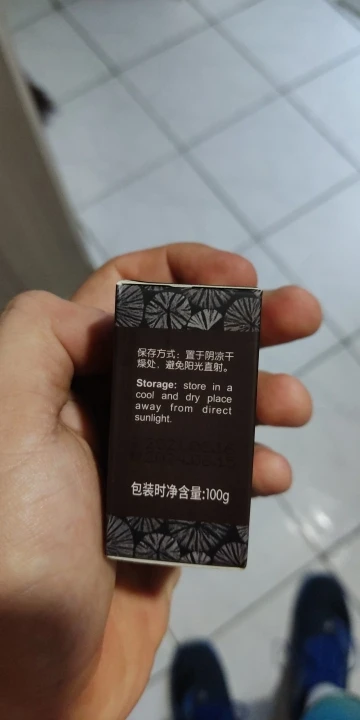 保存方式：置于阴凉干
燥处，避免阳光直射。
Storage: store in a
cool and dry place
away from direct
sunlight.
包装时净含量:100g